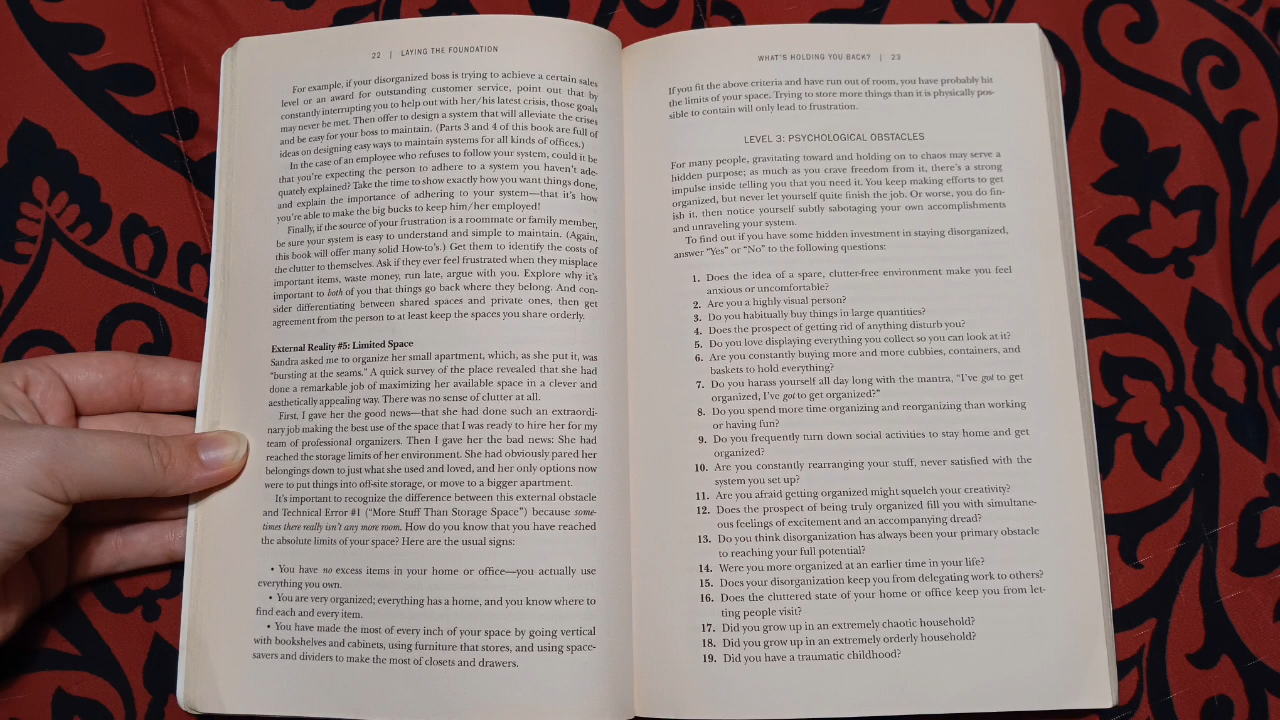 22 | LAYING THE FOUNDATION
For example, if your disorganized boss is trying to achieve a certain sales
level or an award for outstanding customer service, point out that by
constantly interrupting you to help out with her/his latest crisis, those goals
may never be met. Then offer to design a system that will alleviate the crises
and be easy for your boss to maintain. (Parts 3 and 4 of this book are full of
ideas on designing easy ways to maintain systems for all kinds of offices.)
In the case of an employee who refuses to follow your system, could it be
that you're expecting the person to adhere to a system you haven't ade-
quately explained? Take the time to show exactly how you want things done,
and explain the importance of adhering to your system—that it's how
you're able to make the big bucks to keep him/her employed!
Finally, if the source of your frustration is a roommate or family member,
be sure your system is easy to understand and simple to maintain. (Again,
this book will offer many solid How-to's.) Get them to identify the costs of
the clutter to themselves. Ask if they ever feel frustrated when they misplace
important items, waste money, run late, argue with you. Explore why it's
important to both of you that things go back where they belong. And con-
sider differentiating between shared spaces and private ones, then get
agreement from the person to at least keep the spaces you share orderly.
External Reality #5: Limited Space
Sandra asked me to organize her small apartment, which, as she put it, was
"bursting at the seams." A quick survey of the place revealed that she had
done a remarkable job of maximizing her available space in a clever and
aesthetically appealing way. There was no sense of clutter at all.
First, I gave her the good news—that she had done such an extraordi-
nary job making the best use of the space that I was ready to hire her for my
team of professional organizers. Then I gave her the bad news: She had
reached the storage limits of her environment. She had obviously pared her
belongings down to just what she used and loved, and her only options now
were to put things into off-site storage, or move to a bigger apartment.
It's important to recognize the difference between this external obstacle
and Technical Error #1 ("More Stuff Than Storage Space") because some-
times there really isn't any more room. How do you know that you have reached
the absolute limits of your space? Here are the usual signs:
• You have no excess items in your home or office—you actually use
everything you own.
• You are very organized; everything has a home, and you know where to
find each and every item.
• You have made the most of every inch of your space by going vertical
with bookshelves and cabinets, using furniture that stores, and using space-
savers and dividers to make the most of closets and drawers.
WHAT'S HOLDING YOU BACK? | 23
If you fit the above criteria and have run out of room, you have probably hit
the limits of your space. Trying to store more things than it is physically pos-
sible to contain will only lead to frustration.
LEVEL 3: PSYCHOLOGICAL OBSTACLES
For many people, gravitating toward and holding on to chaos may serve a
hidden purpose; as much as you crave freedom from it, there's a strong
impulse inside telling you that you need it. You keep making efforts to get
organized, but never let yourself quite finish the job. Or worse, you do fin-
ish it, then notice yourself subtly sabotaging your own accomplishments
and unraveling your system.
To find out if you have some hidden investment in staying disorganized,
answer "Yes" or "No" to the following questions:
1. Does the idea of a spare, clutter-free environment make you feel
anxious or uncomfortable?
2. Are you a highly visual person?
3. Do you habitually buy things in large quantities?
4. Does the prospect of getting rid of anything disturb you?
5. Do you love displaying everything you collect so you can look at it?
6. Are you constantly buying more and more cubbies, containers, and
baskets to hold everything?
7. Do you harass yourself all day long with the mantra, "I've got to get
organized, I've got to get organized?"
8. Do you spend more time organizing and reorganizing than working
or having fun?
9. Do you frequently turn down social activities to stay home and get
organized?
10. Are you constantly rearranging your stuff, never satisfied with the
system you set up?
11. Are you afraid getting organized might squelch your creativity?
12. Does the prospect of being truly organized fill you with simultane-
ous feelings of excitement and an accompanying dread?
13. Do you think disorganization has always been your primary obstacle
to reaching your full potential?
14. Were you more organized at an earlier time in your life?
15. Does your disorganization keep you from delegating work to others?
16. Does the cluttered state of your home or office keep you from let-
ting people visit?
17. Did you grow up in an extremely chaotic household?
18. Did you grow up in an extremely orderly household?
19. Did you have a traumatic childhood?